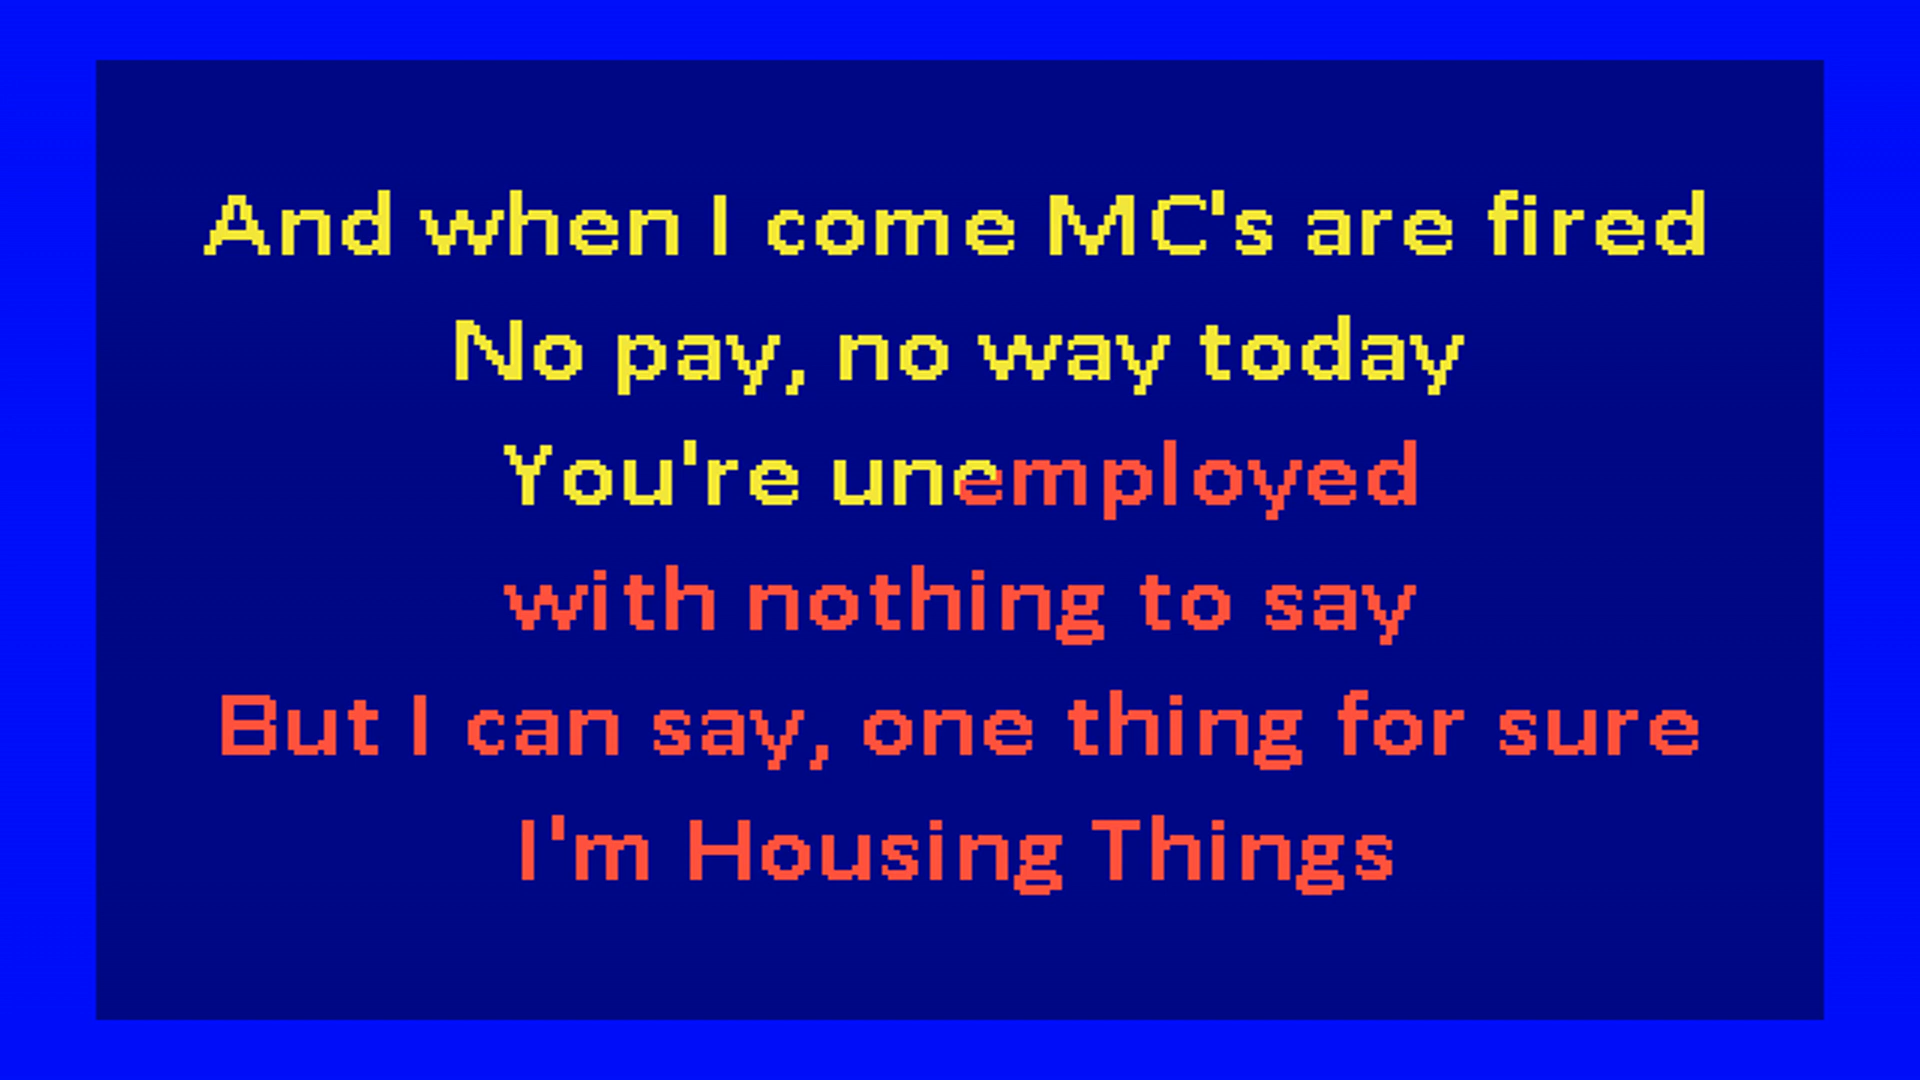 And when I come MC's are fired
No pay, no way today
You're unemployed
with nothing to say
But I can say, one thing for sure
I'm Housing Things